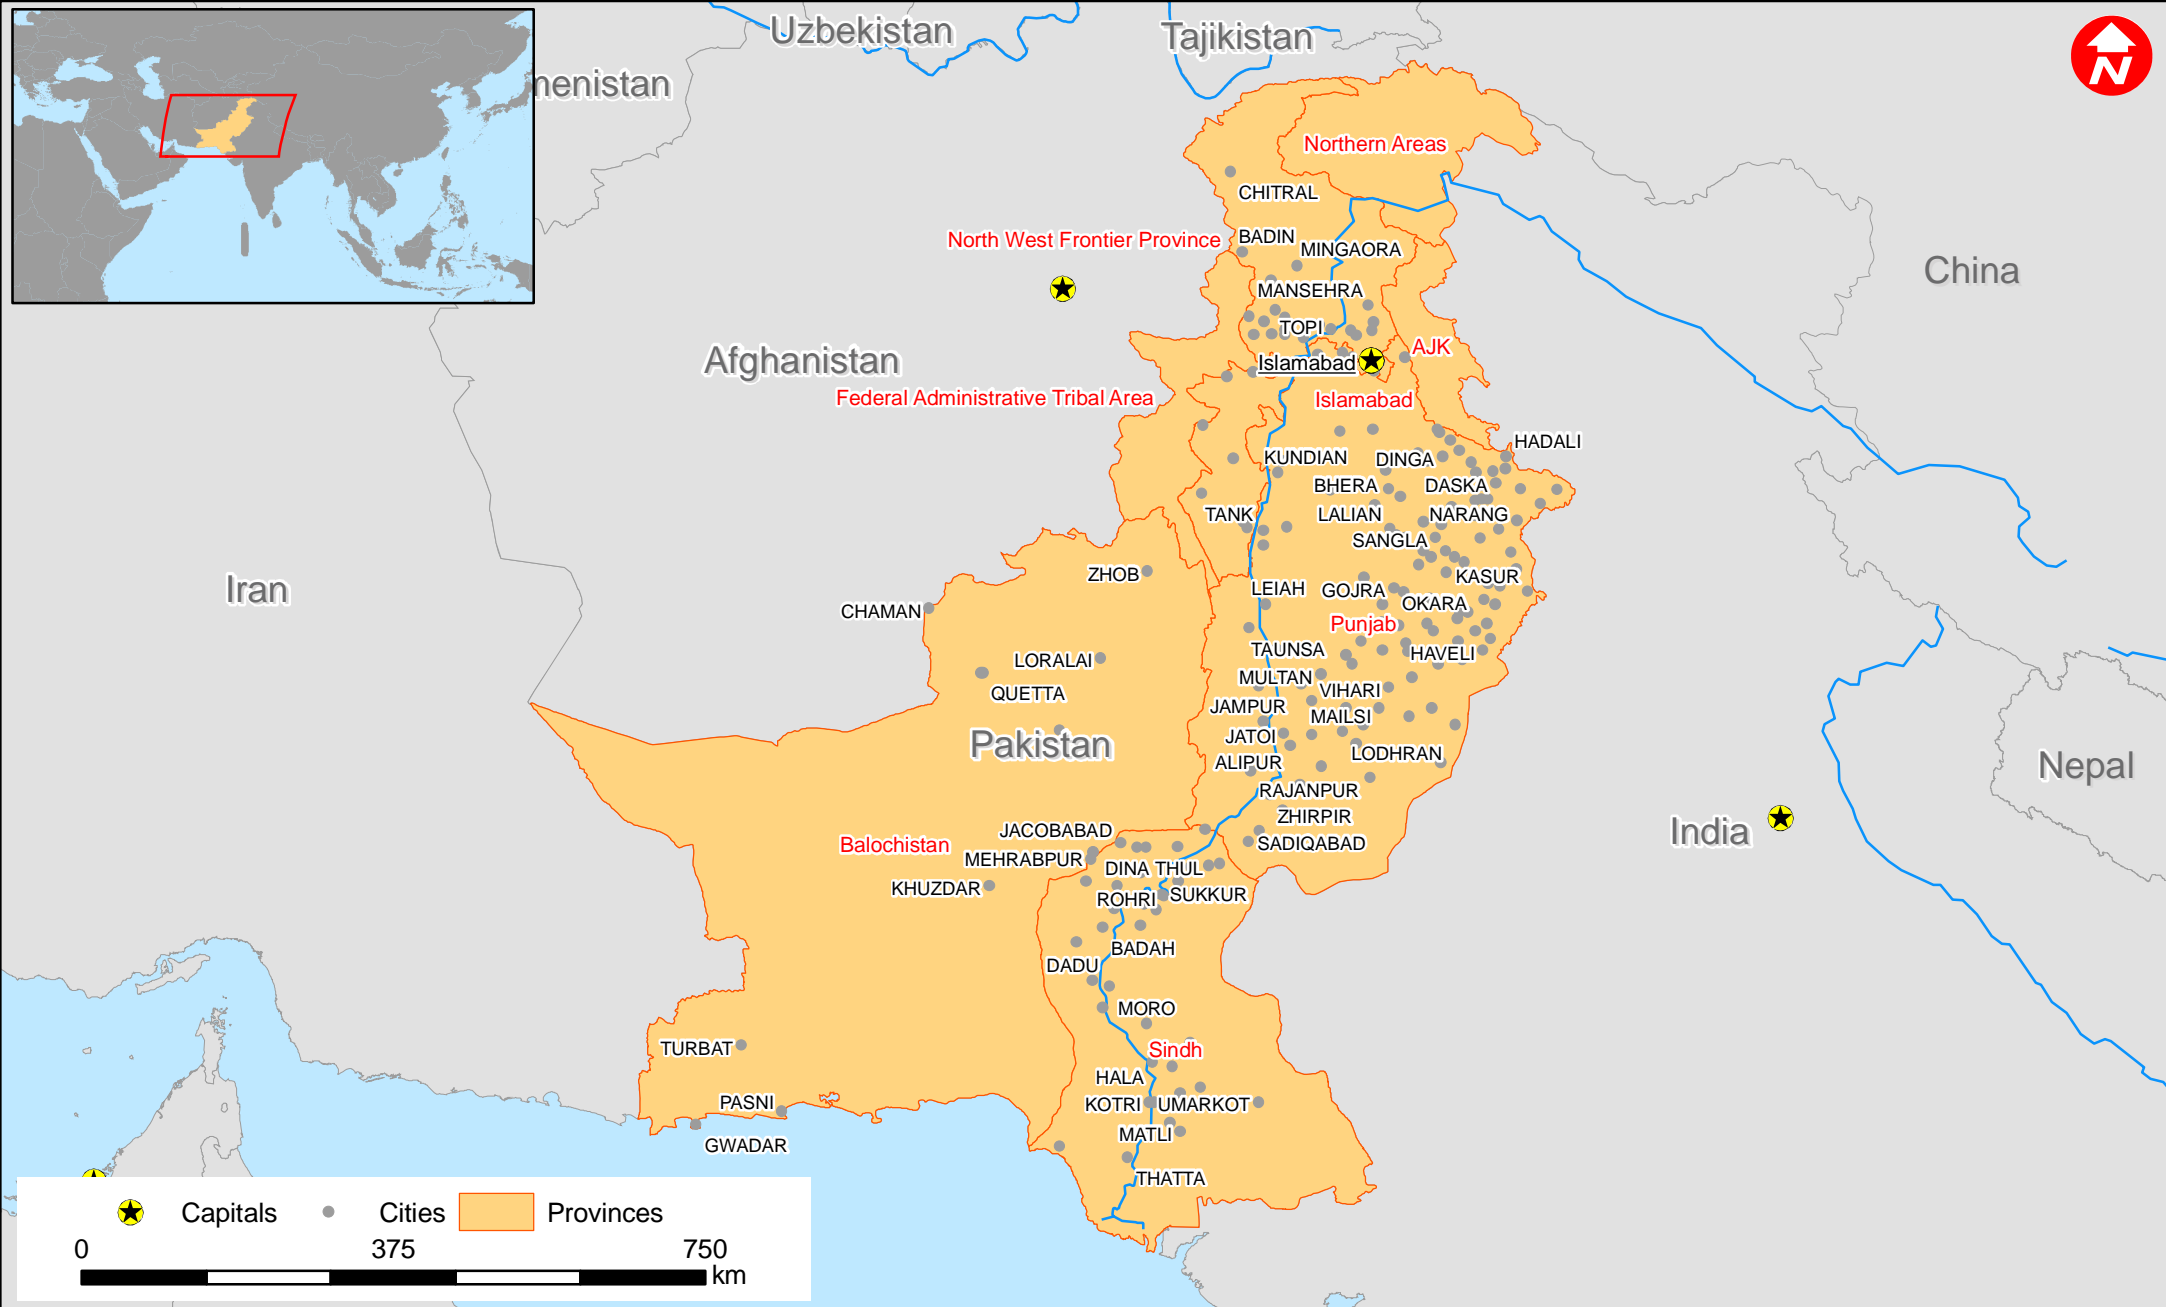 Uzbekistan
Tajikistan
menistan
N
Northern Areas
CHITRAL
North West Frontier Province
BADIN
MINGAORA
China
MANSEHRA
TOPI
Afghanistan
Islamabad
AJK
Federal Administrative Tribal Area
Islamabad
HADALI
KUNDIAN
DINGA
BHERA
DASKA
TANK
LALIAN
NARANG
SANGLA
ZHOB
KASUR
Iran
LEIAH
GOJRA
OKARA
CHAMAN
Punjab
LORALAI
TAUNSA
HAVELI
QUETTA
MULTAN
VIHARI
JAMPUR
MAILSI
Pakistan
JATOI
LODHRAN
ALIPUR
Nepal
RAJANPUR
ZHIRPIR
India
JACOBABAD
Balochistan
SADIQABAD
MEHRABPUR
DINA
THUL
KHUZDAR
ROHRI
SUKKUR
BADAH
DADU
MORO
TURBAT
Sindh
HALA
PASNI
KOTRI
UMARKOT
GWADAR
MATLI
THATTA
Capitals
Cities
Provinces
0 375 750
km